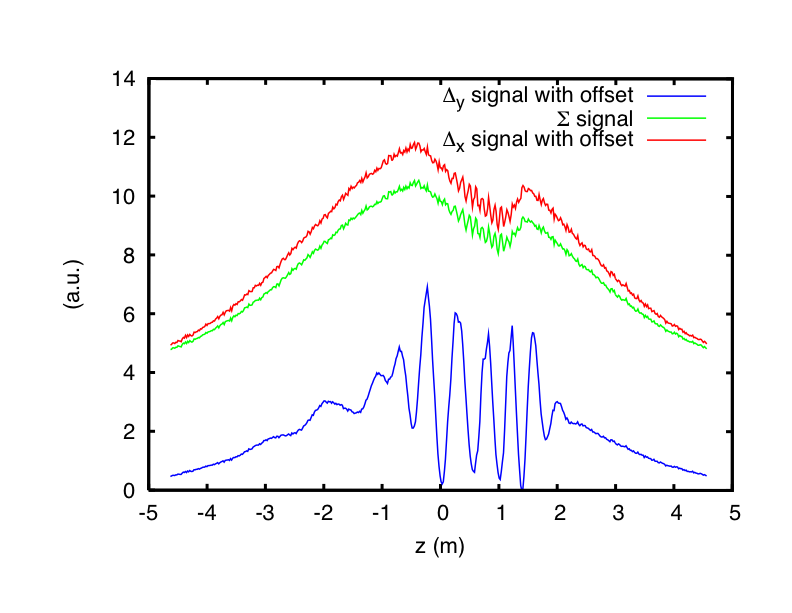 14
12
10
8
6
4
2
0
-5 -4 -3 -2 -1 0 1 2 3 4 5
(a.u.)
z (m)
Δy signal with offset
Σ signal
Δx signal with offset